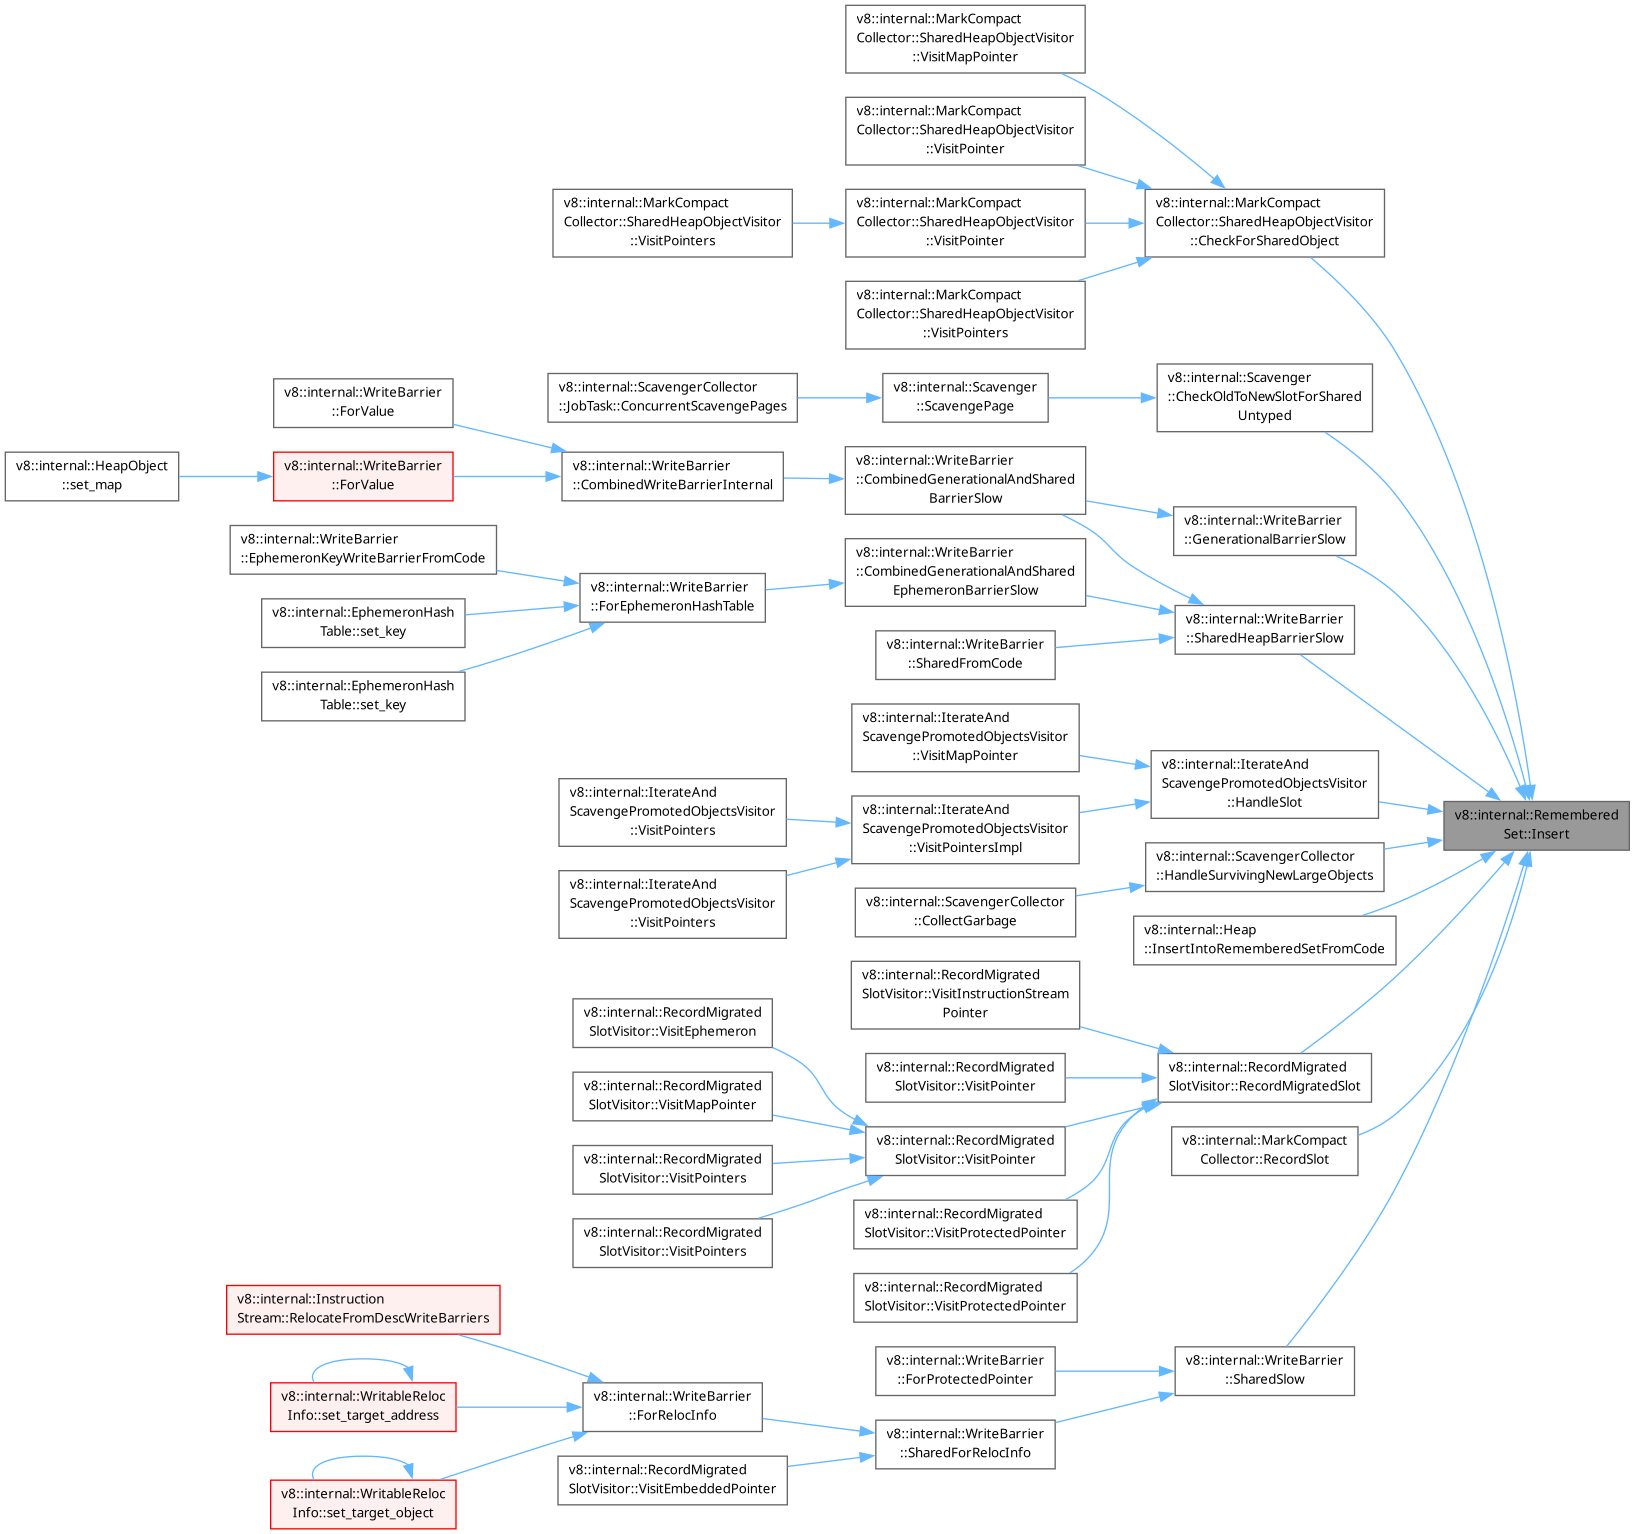 v8::internal::MarkCompact
Collector::SharedHeapObjectVisitor
::VisitMapPointer
v8::internal::MarkCompact
Collector::SharedHeapObjectVisitor
::VisitPointer
v8::internal::MarkCompact
Collector::SharedHeapObjectVisitor
::VisitPointers
v8::internal::MarkCompact
Collector::SharedHeapObjectVisitor
::VisitPointer
v8::internal::MarkCompact
Collector::SharedHeapObjectVisitor
::CheckForSharedObject
v8::internal::MarkCompact
Collector::SharedHeapObjectVisitor
::VisitPointers
v8::internal::WriteBarrier
::ForValue
v8::internal::ScavengerCollector
::JobTask::ConcurrentScavengePages
v8::internal::Scavenger
::ScavengePage
v8::internal::Scavenger
::CheckOldToNewSlotForShared
Untyped
v8::internal::HeapObject
::set_map
v8::internal::WriteBarrier
::ForValue
v8::internal::WriteBarrier
::CombinedWriteBarrierInternal
v8::internal::WriteBarrier
::CombinedGenerationalAndShared
BarrierSlow
v8::internal::WriteBarrier
::GenerationalBarrierSlow
v8::internal::WriteBarrier
::EphemeronKeyWriteBarrierFromCode
v8::internal::EphemeronHash
Table::set_key
v8::internal::EphemeronHash
Table::set_key
v8::internal::WriteBarrier
::ForEphemeronHashTable
v8::internal::WriteBarrier
::CombinedGenerationalAndShared
EphemeronBarrierSlow
v8::internal::WriteBarrier
::SharedFromCode
v8::internal::WriteBarrier
::SharedHeapBarrierSlow
v8::internal::IterateAnd
ScavengePromotedObjectsVisitor
::VisitMapPointer
v8::internal::IterateAnd
ScavengePromotedObjectsVisitor
::HandleSlot
v8::internal::IterateAnd
ScavengePromotedObjectsVisitor
::VisitPointers
v8::internal::IterateAnd
ScavengePromotedObjectsVisitor
::VisitPointersImpl
v8::internal::Remembered
Set::Insert
v8::internal::IterateAnd
ScavengePromotedObjectsVisitor
::VisitPointers
v8::internal::ScavengerCollector
::HandleSurvivingNewLargeObjects
v8::internal::ScavengerCollector
::CollectGarbage
v8::internal::Heap
::InsertIntoRememberedSetFromCode
v8::internal::RecordMigrated
SlotVisitor::VisitInstructionStream
Pointer
v8::internal::RecordMigrated
SlotVisitor::VisitEphemeron
v8::internal::RecordMigrated
SlotVisitor::VisitPointer
v8::internal::RecordMigrated
SlotVisitor::RecordMigratedSlot
v8::internal::RecordMigrated
SlotVisitor::VisitMapPointer
v8::internal::RecordMigrated
SlotVisitor::VisitPointer
v8::internal::MarkCompact
Collector::RecordSlot
v8::internal::RecordMigrated
SlotVisitor::VisitPointers
v8::internal::RecordMigrated
SlotVisitor::VisitProtectedPointer
v8::internal::RecordMigrated
SlotVisitor::VisitPointers
v8::internal::RecordMigrated
SlotVisitor::VisitProtectedPointer
v8::internal::Instruction
Stream::RelocateFromDescWriteBarriers
v8::internal::WriteBarrier
::ForProtectedPointer
v8::internal::WriteBarrier
::SharedSlow
v8::internal::WritableReloc
Info::set_target_address
v8::internal::WriteBarrier
::ForRelocInfo
v8::internal::WriteBarrier
::SharedForRelocInfo
v8::internal::RecordMigrated
SlotVisitor::VisitEmbeddedPointer
v8::internal::WritableReloc
Info::set_target_object